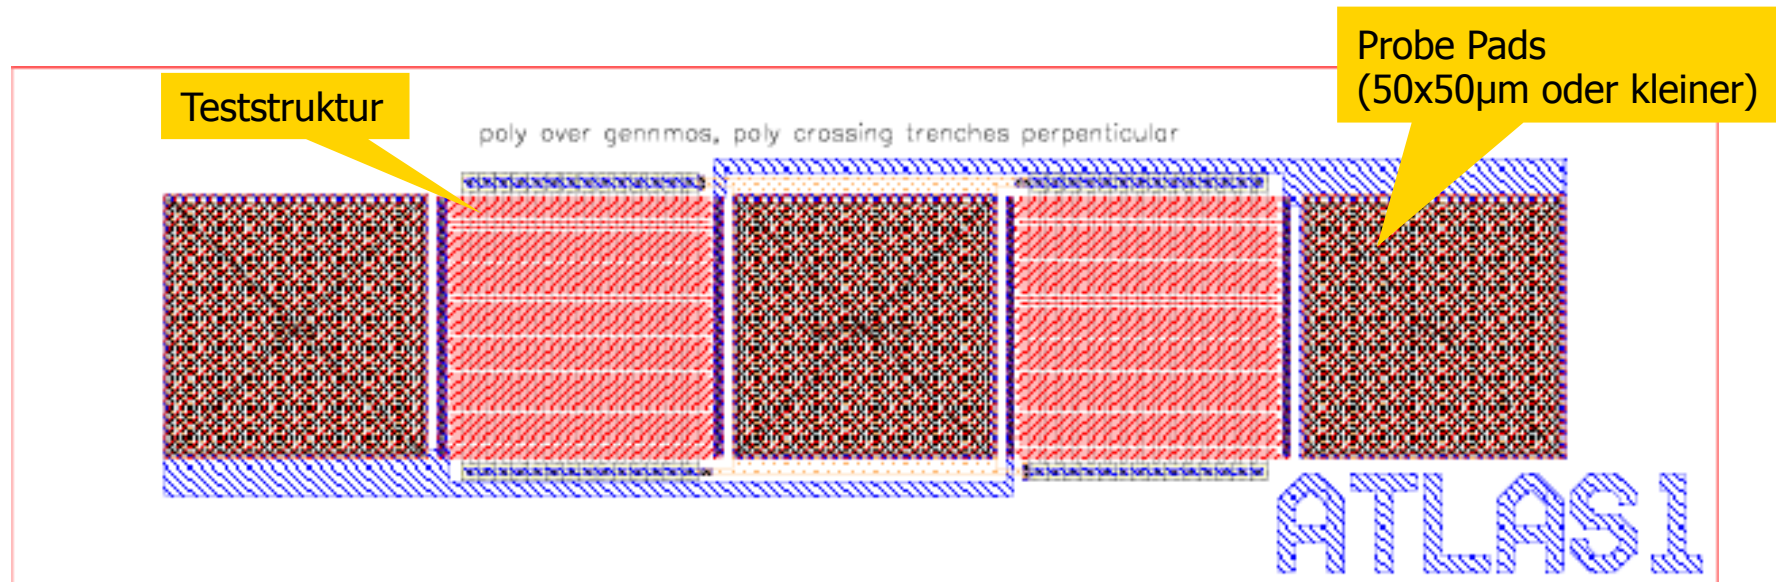 Probe Pads
(50x50µm oder kleiner)
Teststruktur
poly over gennmos, poly crossing trenches perpenticular
ATLAS1